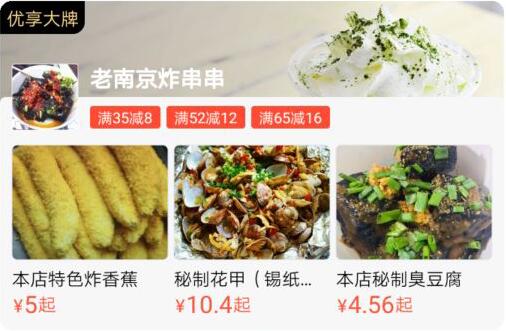 优享大牌
老南京炸串串
满35减8 满52减12 满65减16
本店特色炸香蕉 秘制花甲（锡纸... 本店秘制臭豆腐
¥5起 ¥10.4起 ¥4.56起